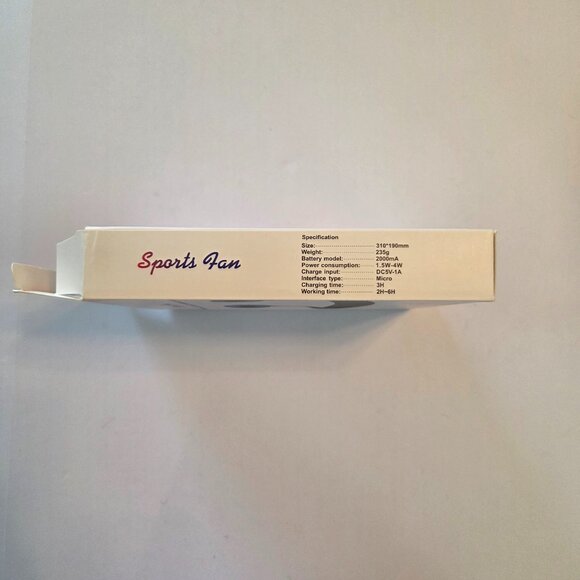 Sports Fan
Specification
Size: 310*190mm
Weight: 235g
Battery model: 2000mA
Power consumption: 1.5W-4W
Charge input: DC5V-1A
Interface type: Micro
Charging time: 3H
Working time: 2H~6H